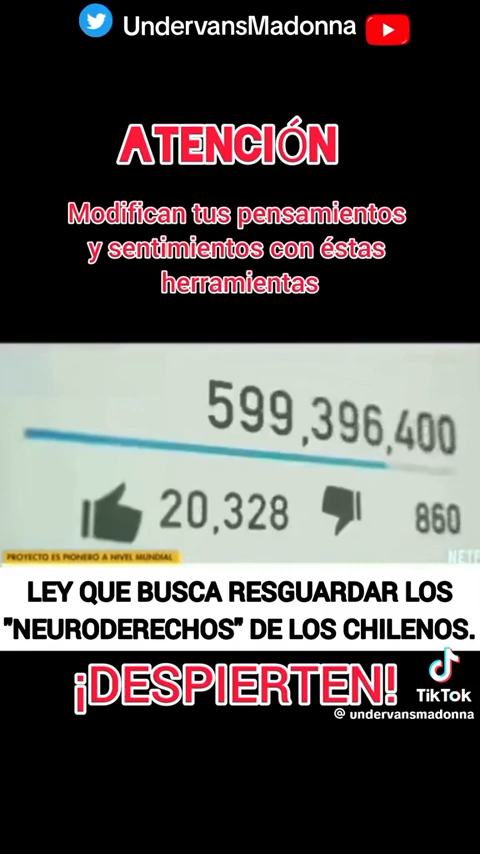 UndervansMadonna
ATENCIÓN
Modifican tus pensamientos
y sentimientos con éstas
herramientas
599,396,400
20,328 860
PROYECTO ES PIONERO A NIVEL MUNDIAL
NETF
LEY QUE BUSCA RESGUARDAR LOS
"NEURODERECHOS" DE LOS CHILENOS.
¡DESPIERTEN!
TikTok
@ undervansmadonna